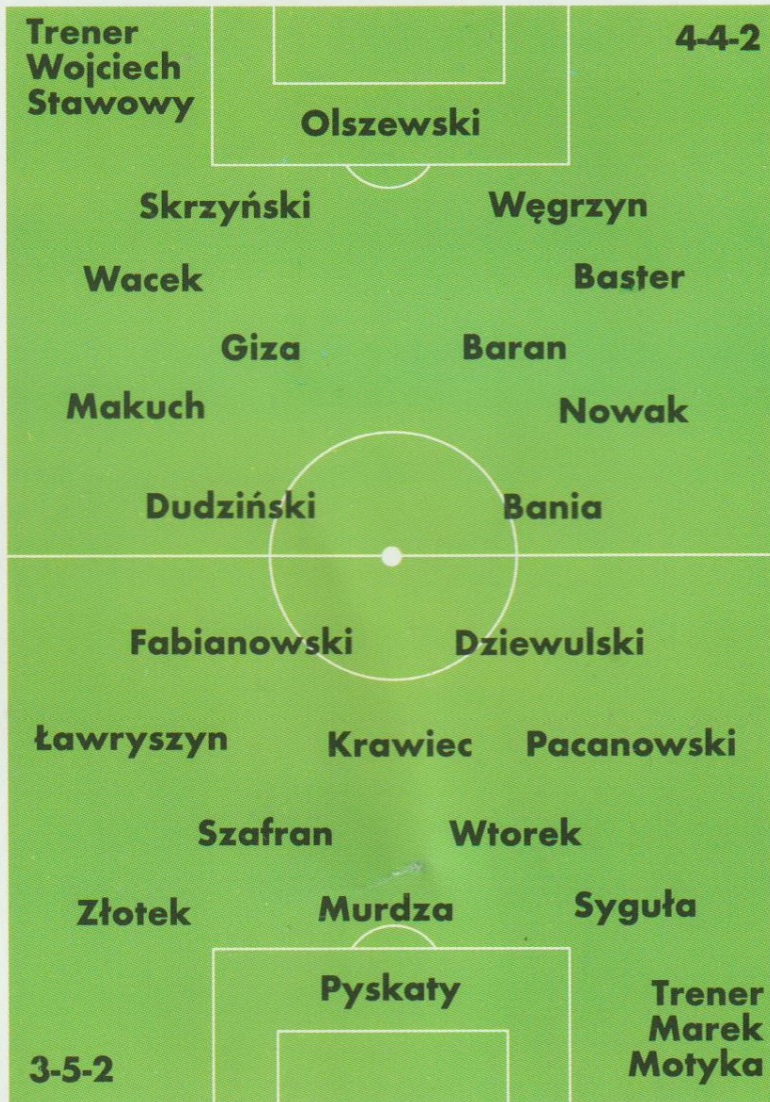 Trener
Wojciech
Stawowy
4-4-2
Olszewski
Skrzyński Węgrzyn
Wacek Baster
Giza Baran
Makuch Nowak
Dudziński Bania
Fabianowski Dziewulski
Ławryszyn Krawiec Pacanowski
Szafran Wtorek
Złotek Murdza Syguła
Pyskaty
3-5-2
Trener
Marek
Motyka